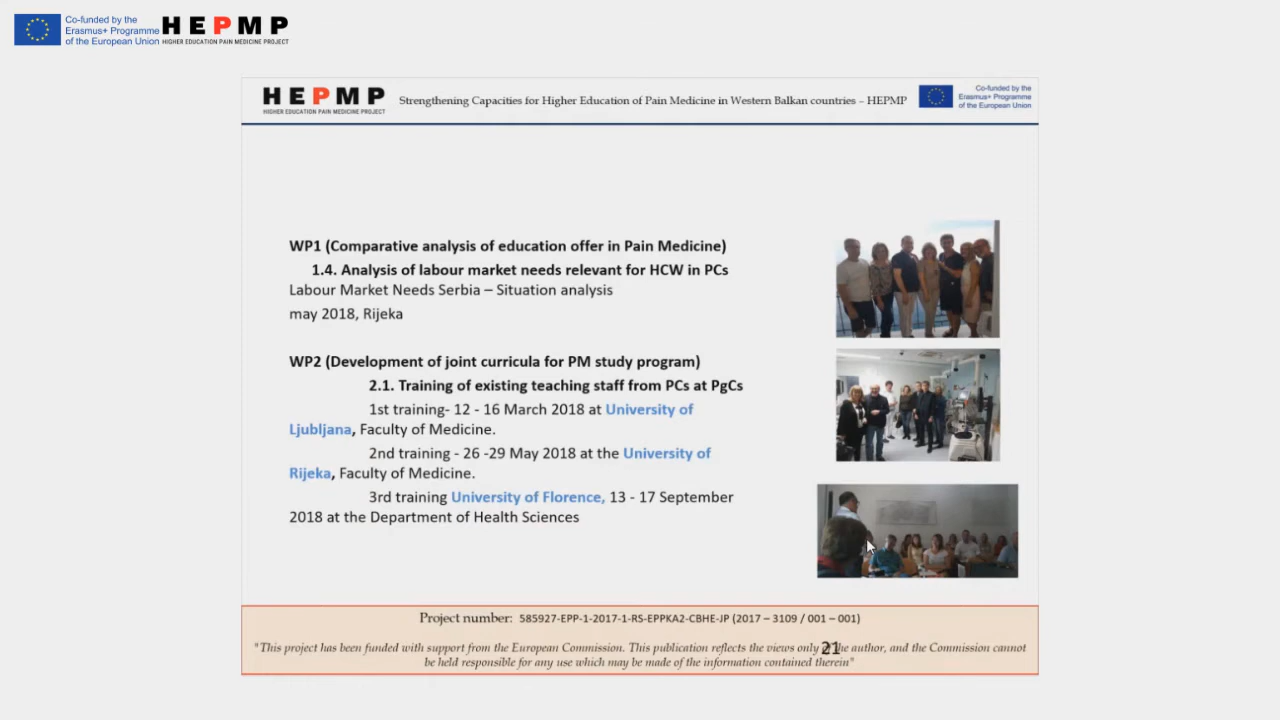 Co-funded by the
Erasmus+ Programme
of the European Union
HEPMP
HIGHER EDUCATION PAIN MEDICINE PROJECT
HEPMP
HIGHER EDUCATION PAIN MEDICINE PROJECT
Strengthening Capacities for Higher Education of Pain Medicine in Western Balkan countries – HEPMP
Co-funded by the
Erasmus+ Programme
of the European Union
WP1 (Comparative analysis of education offer in Pain Medicine)
1.4. Analysis of labour market needs relevant for HCW in PCs
Labour Market Needs Serbia – Situation analysis
may 2018, Rijeka
WP2 (Development of joint curricula for PM study program)
2.1. Training of existing teaching staff from PCs at PgCs
1st training- 12 - 16 March 2018 at University of
Ljubljana, Faculty of Medicine.
2nd training - 26 -29 May 2018 at the University of
Rijeka, Faculty of Medicine.
3rd training University of Florence, 13 - 17 September
2018 at the Department of Health Sciences
Project number: 585927-EPP-1-2017-1-RS-EPPKA2-CBHE-JP (2017 – 3109 / 001 – 001)
"This project has been funded with support from the European Commission. This publication reflects the views only of the author, and the Commission cannot
be held responsible for any use which may be made of the information contained therein"
21